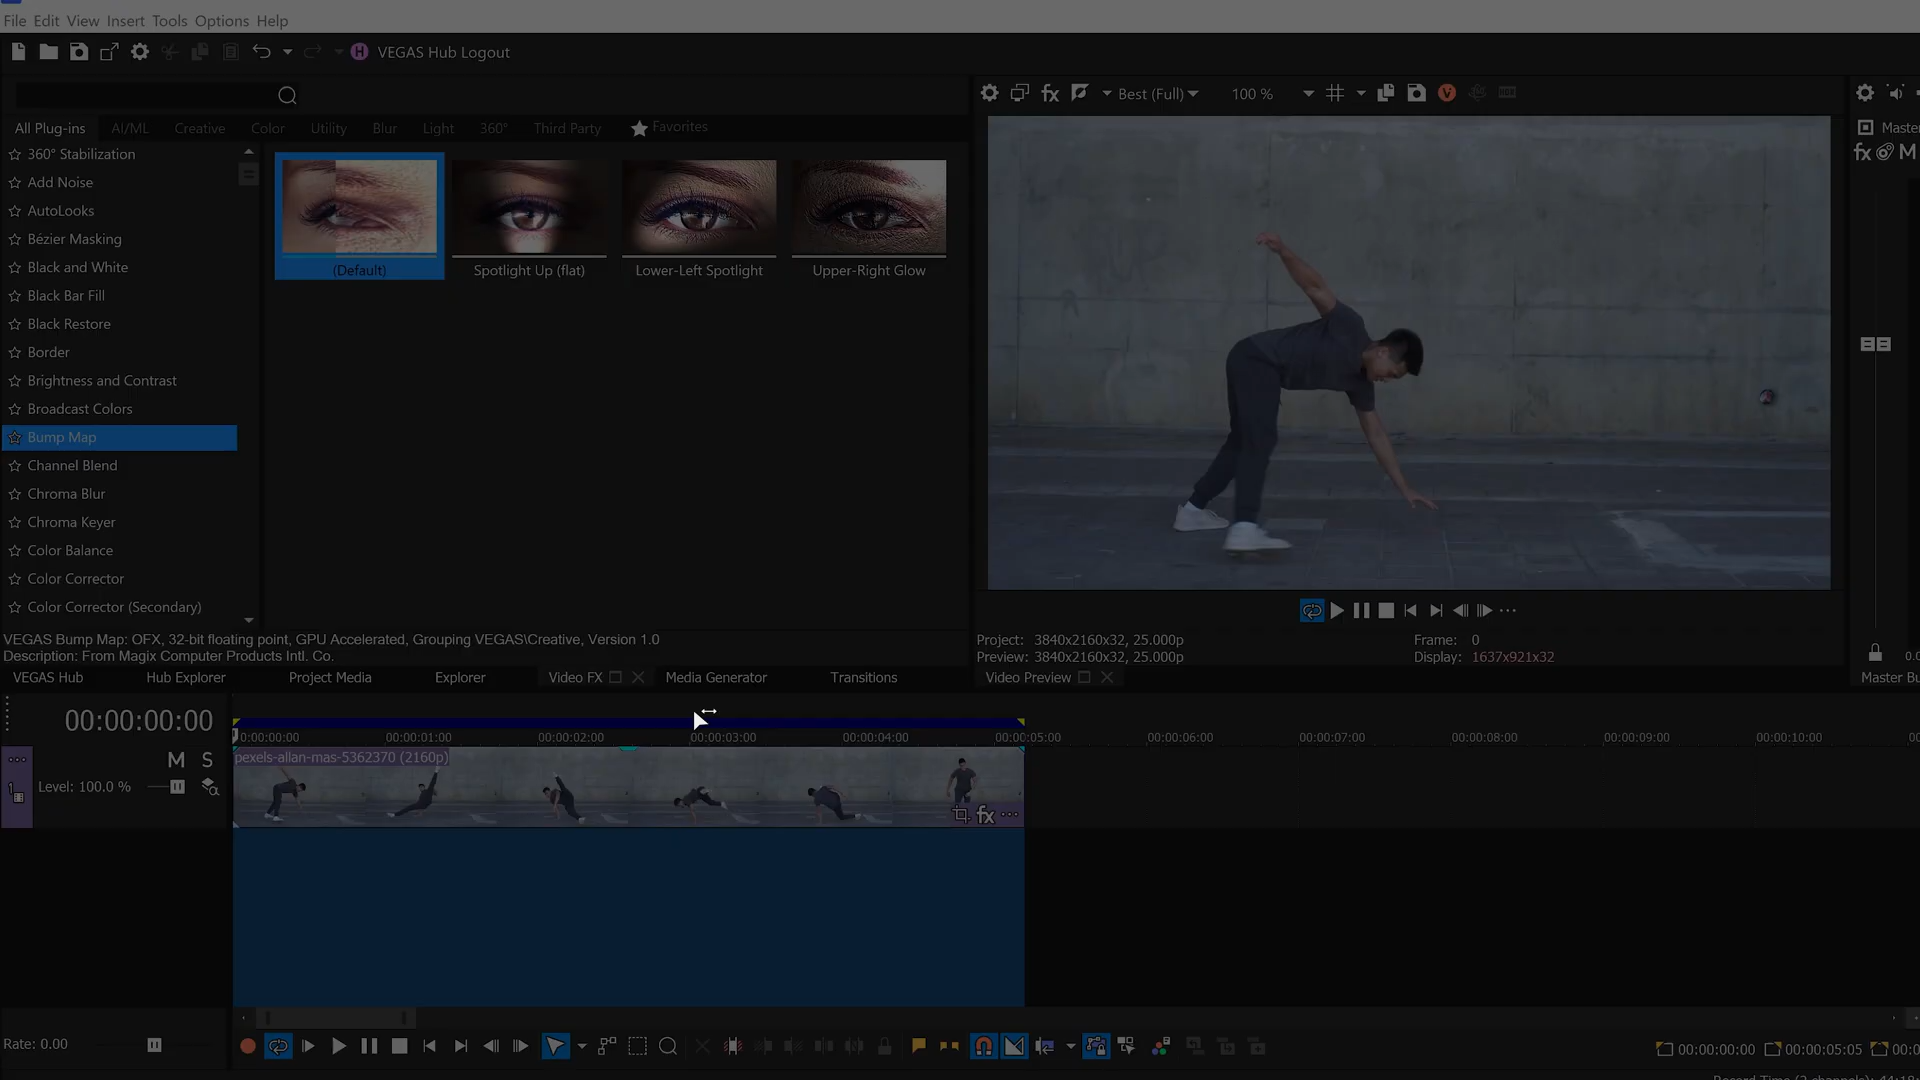 File Edit View Insert Tools Options Help
VEGAS Hub Logout
Best (Full) 100 %
All Plug-ins AI/ML Creative Color Utility Blur Light 360° Third Party Favorites
Master
fx M
360° Stabilization
Add Noise
AutoLooks
Bézier Masking
Black and White
Black Bar Fill
Black Restore
Border
Brightness and Contrast
Broadcast Colors
Bump Map
Channel Blend
Chroma Blur
Chroma Keyer
Color Balance
Color Corrector
Color Corrector (Secondary)
(Default) Spotlight Up (flat) Lower-Left Spotlight Upper-Right Glow
VEGAS Bump Map: OFX, 32-bit floating point, GPU Accelerated, Grouping VEGAS\Creative, Version 1.0
Description: From Magix Computer Products Intl. Co.
Project: 3840x2160x32, 25.000p Frame: 0
Preview: 3840x2160x32, 25.000p Display: 1637x921x32
VEGAS Hub Hub Explorer Project Media Explorer Video FX Media Generator Transitions Video Preview Master Bu
00:00:00:00
0:00:00:00 00:00:01:00 00:00:02:00 00:00:03:00 00:00:04:00 00:00:05:00 00:00:06:00 00:00:07:00 00:00:08:00 00:00:09:00 00:00:10:00
M S
pexels-allan-mas-5362370 (2160p)
1 Level: 100.0 %
fx
Rate: 0.00
00:00:00:00 00:00:05:05